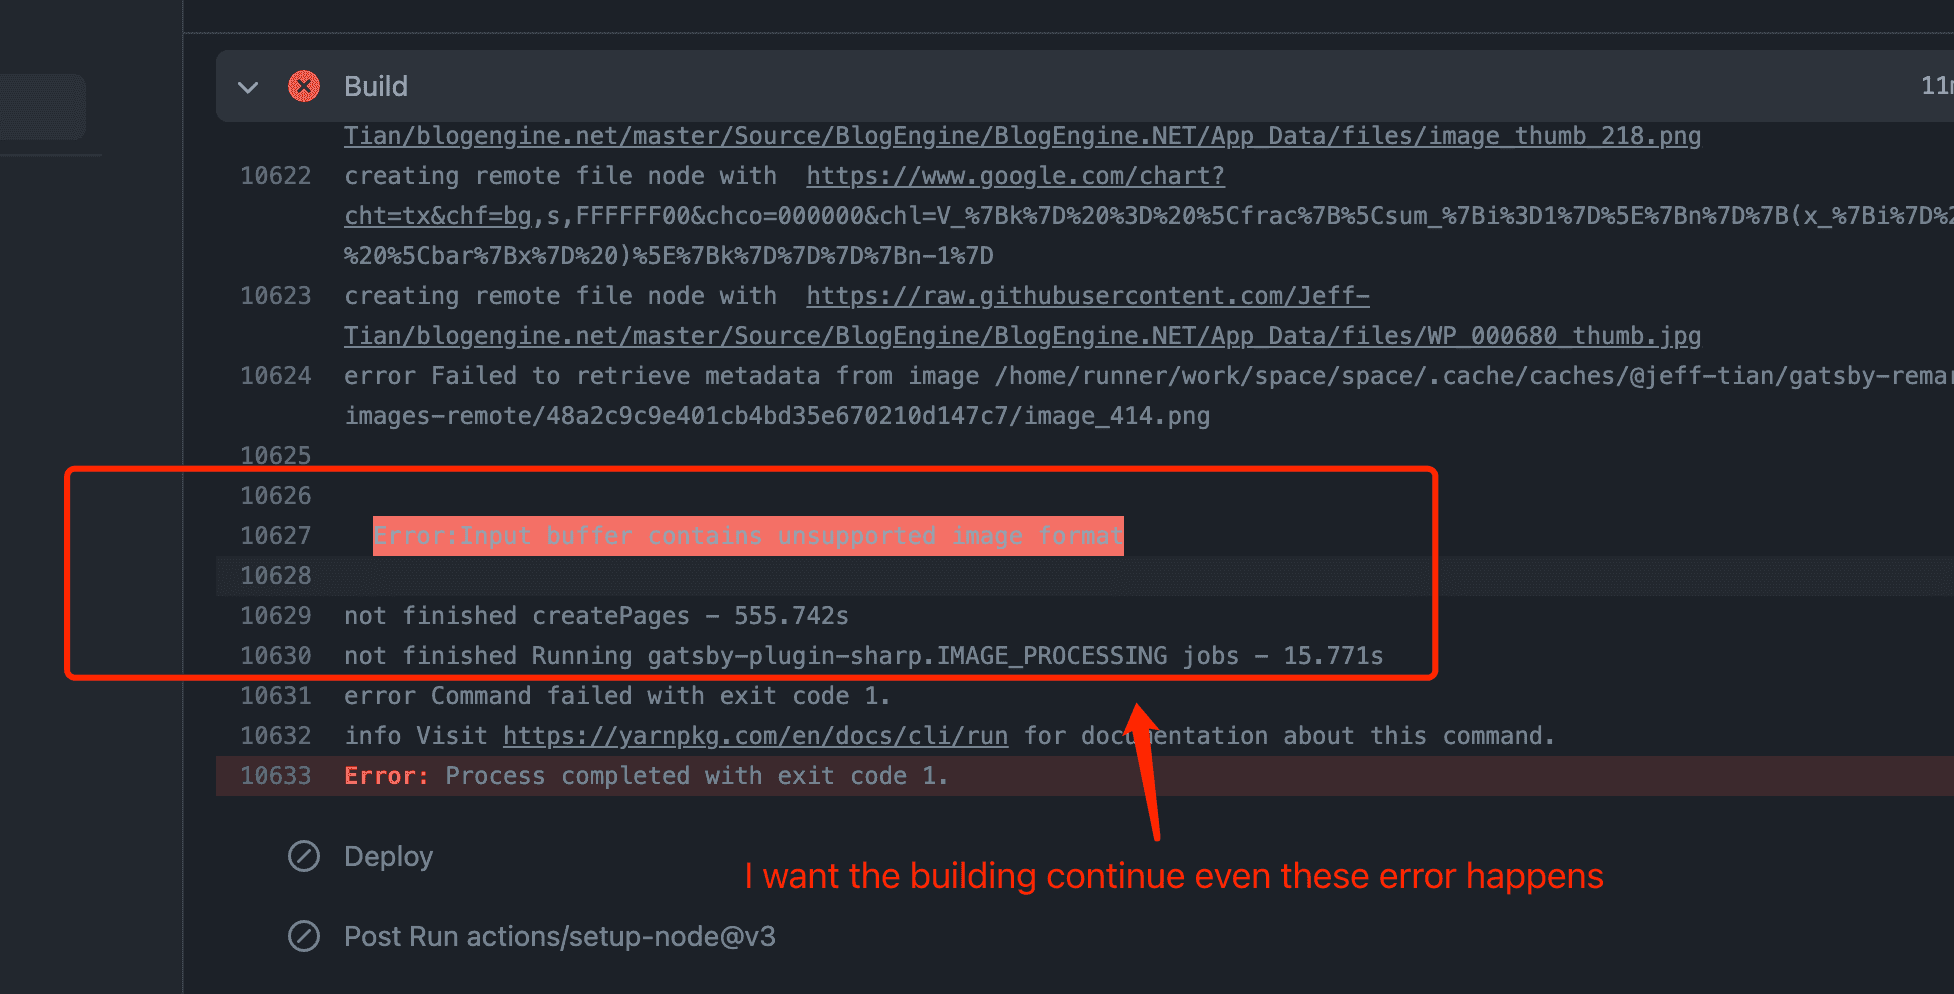 Build
11
Tian/blogengine.net/master/Source/BlogEngine/BlogEngine.NET/App_Data/files/image_thumb_218.png
10622 creating remote file node with https://www.google.com/chart?
cht=tx&chf=bg,s,FFFFFF00&chco=000000&chl=V_%7Bk%7D%20%3D%20%5Cfrac%7B%5Csum_%7Bi%3D1%7D%5E%7Bn%7D%7B(x_%7Bi%7D%2
%20%5Cbar%7Bx%7D%20)%5E%7Bk%7D%7D%7D%7Bn-1%7D
10623 creating remote file node with https://raw.githubusercontent.com/Jeff-
Tian/blogengine.net/master/Source/BlogEngine/BlogEngine.NET/App_Data/files/WP_000680_thumb.jpg
10624 error Failed to retrieve metadata from image /home/runner/work/space/space/.cache/caches/@jeff-tian/gatsby-remar
images-remote/48a2c9c9e401cb4bd35e670210d147c7/image_414.png
10625
10626
10627 Error:Input buffer contains unsupported image format
10628
10629 not finished createPages - 555.742s
10630 not finished Running gatsby-plugin-sharp.IMAGE_PROCESSING jobs - 15.771s
10631 error Command failed with exit code 1.
10632 info Visit https://yarnpkg.com/en/docs/cli/run for documentation about this command.
10633 Error: Process completed with exit code 1.
Deploy
I want the building continue even these error happens
Post Run actions/setup-node@v3